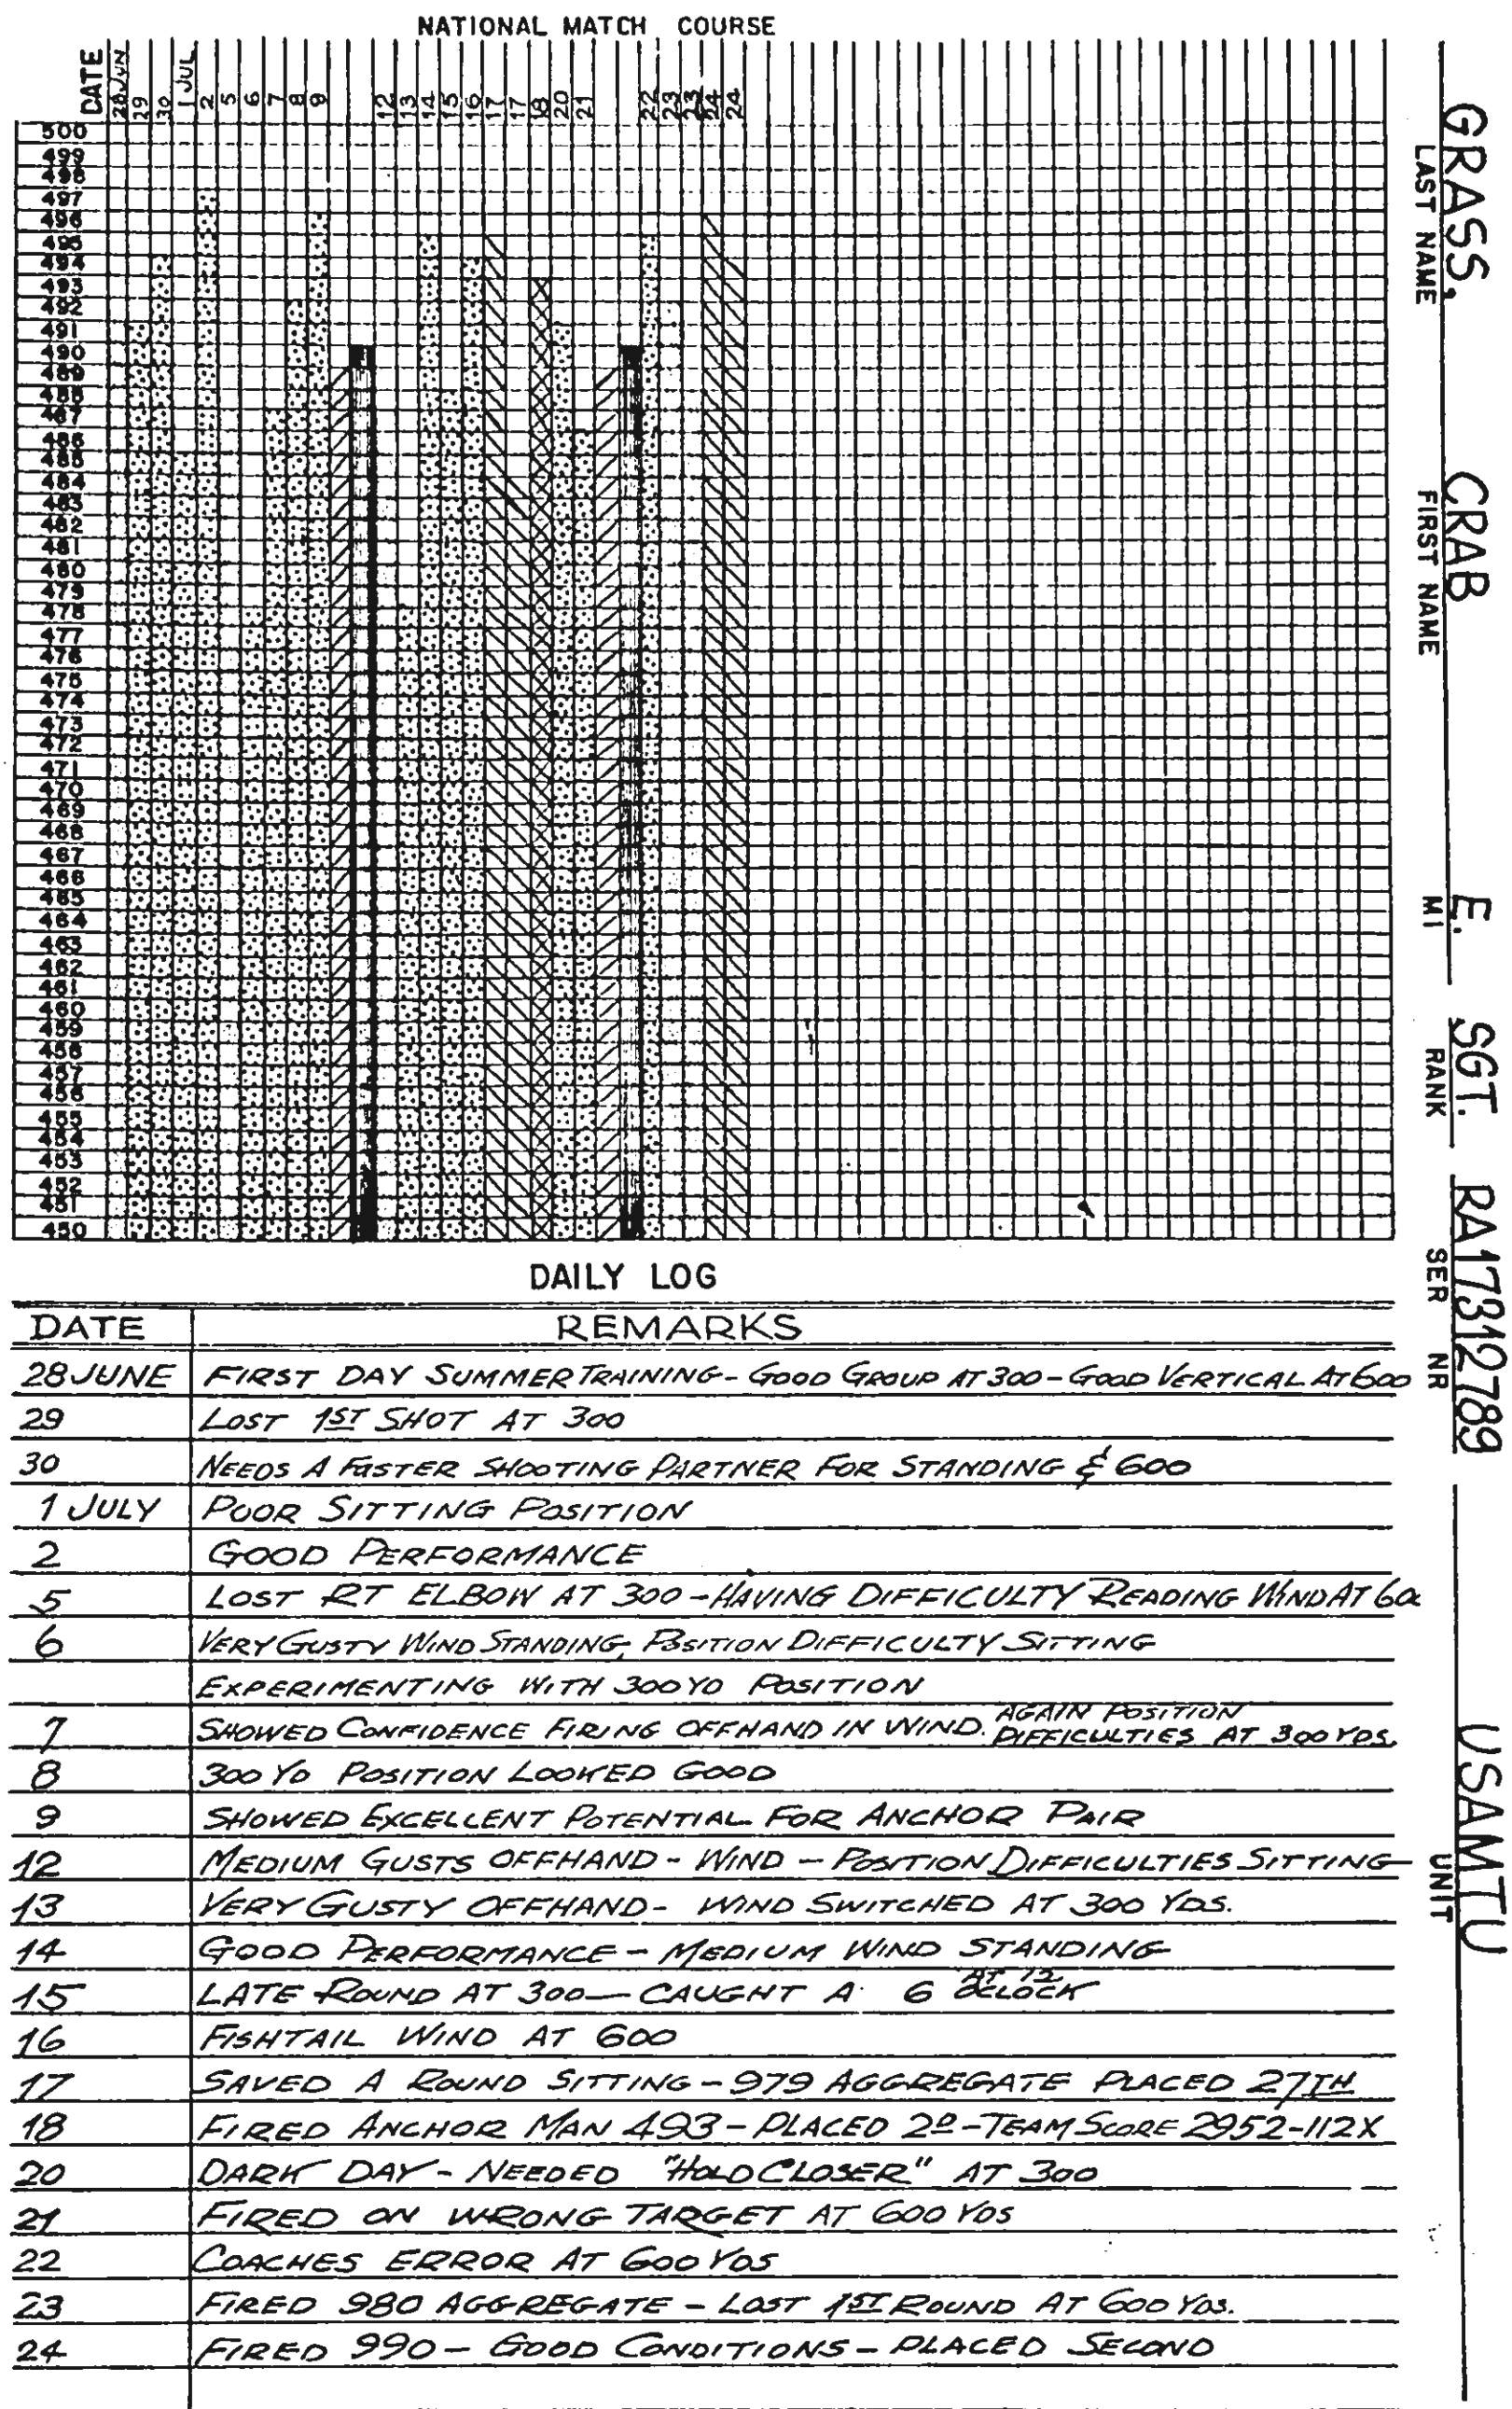 NATIONAL MATCH COURSE
DATE 28 JUN 29 30 1 JUL 2 5 6 7 8 9 12 13 14 15 16 17 17 18 20 21 22 23 23 24 24
500
499
498
497
496
495
494
493
492
491
490
489
488
487
486
485
484
483
482
481
480
479
478
477
476
475
474
473
472
471
470
469
468
467
466
465
464
463
462
461
460
459
458
457
456
455
454
453
452
451
450
GRASS, CRAB E. SGT. RA17312789 USAMTU
LAST NAME FIRST NAME MI RANK SER NR UNIT
DAILY LOG
DATE REMARKS
28 JUNE FIRST DAY SUMMER TRAINING - GOOD GROUP AT 300 - GOOD VERTICAL AT 600
29 LOST 1ST SHOT AT 300
30 NEEDS A FASTER SHOOTING PARTNER FOR STANDING & 600
1 JULY POOR SITTING POSITION
2 GOOD PERFORMANCE
5 LOST RT ELBOW AT 300 - HAVING DIFFICULTY READING WIND AT
6 VERY GUSTY WIND STANDING, POSITION DIFFICULTY SITTING
EXPERIMENTING WITH 300 YD POSITION
7 SHOWED CONFIDENCE FIRING OFFHAND IN WIND. AGAIN POSITION DIFFICULTIES AT 300 YDS.
8 300 YD POSITION LOOKED GOOD
9 SHOWED EXCELLENT POTENTIAL FOR ANCHOR PAIR
12 MEDIUM GUSTS OFFHAND - WIND - POSITION DIFFICULTIES SITTING
13 VERY GUSTY OFFHAND - WIND SWITCHED AT 300 YDS.
14 GOOD PERFORMANCE - MEDIUM WIND STANDING
15 LATE ROUND AT 300 - CAUGHT A 6 AT 12 OCLOCK
16 FISHTAIL WIND AT 600
17 SAVED A ROUND SITTING - 979 AGGREGATE PLACED 27TH
18 FIRED ANCHOR MAN 493 - PLACED 2D - TEAM SCORE 2952-112X
20 DARK DAY - NEEDED "HOLD CLOSER" AT 300
21 FIRED ON WRONG TARGET AT 600 YDS
22 COACHES ERROR AT 600 YDS
23 FIRED 980 AGGREGATE - LOST 1ST ROUND AT 600 YDS.
24 FIRED 990 - GOOD CONDITIONS - PLACED SECOND